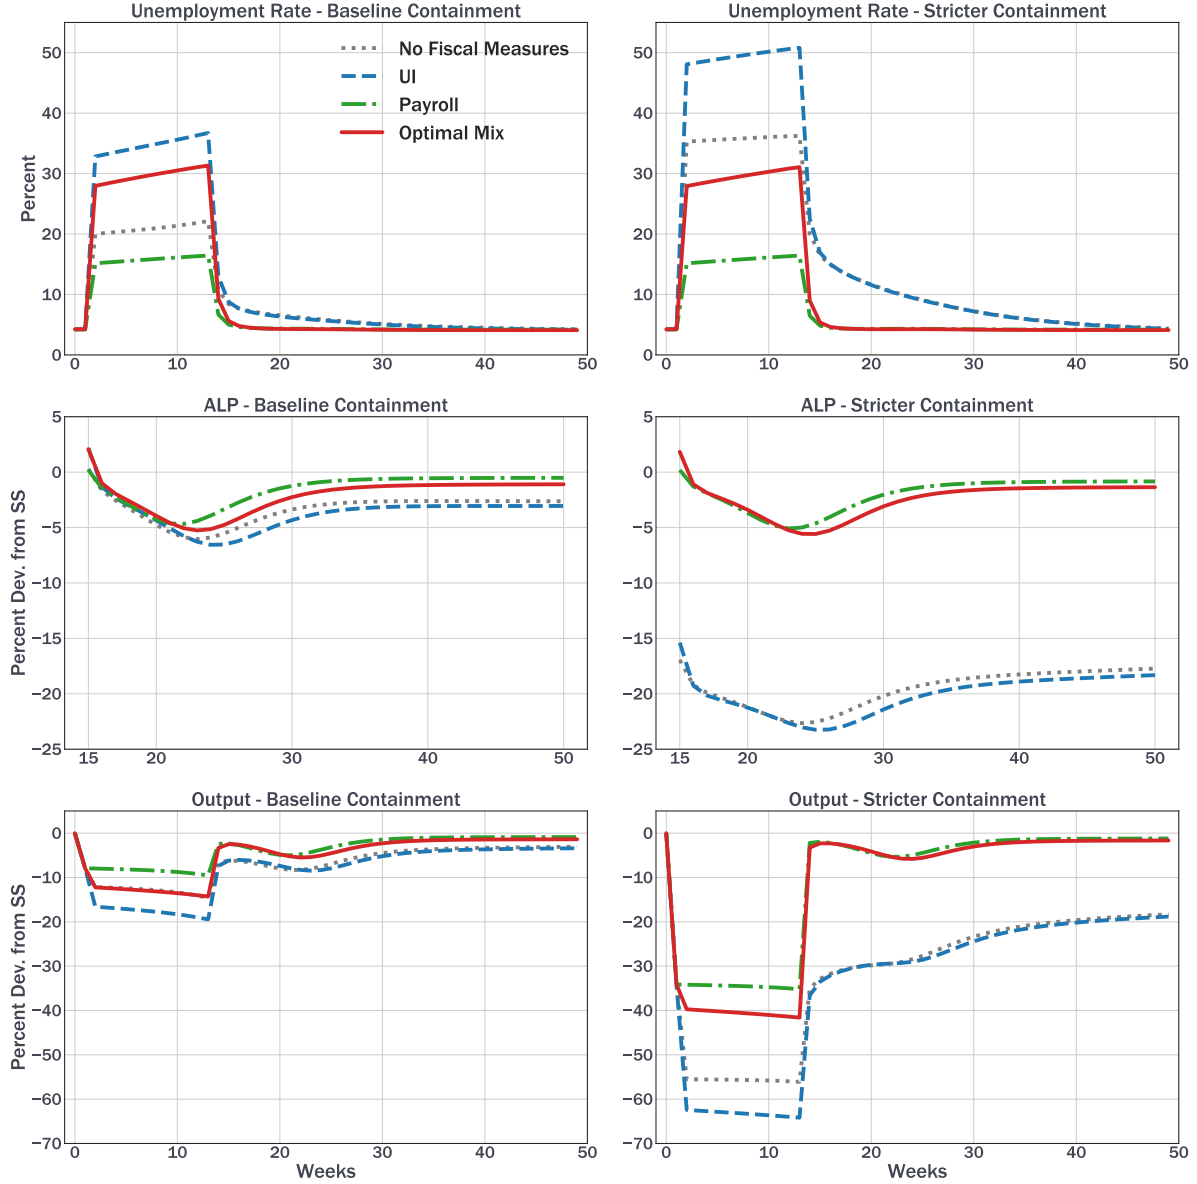 Unemployment Rate - Baseline Containment
Unemployment Rate - Stricter Containment
50
40
30
20
10
0
Percent
No Fiscal Measures
UI
Payroll
Optimal Mix
0 10 20 30 40 50
50
40
30
20
10
0
0 10 20 30 40 50
ALP - Baseline Containment
ALP - Stricter Containment
5
0
−5
−10
−15
−20
−25
Percent Dev. from SS
15 20 30 40 50
5
0
−5
−10
−15
−20
−25
15 20 30 40 50
Output - Baseline Containment
Output - Stricter Containment
0
−10
−20
−30
−40
−50
−60
−70
Percent Dev. from SS
0 10 20 30 40 50
Weeks
0
−10
−20
−30
−40
−50
−60
−70
0 10 20 30 40 50
Weeks